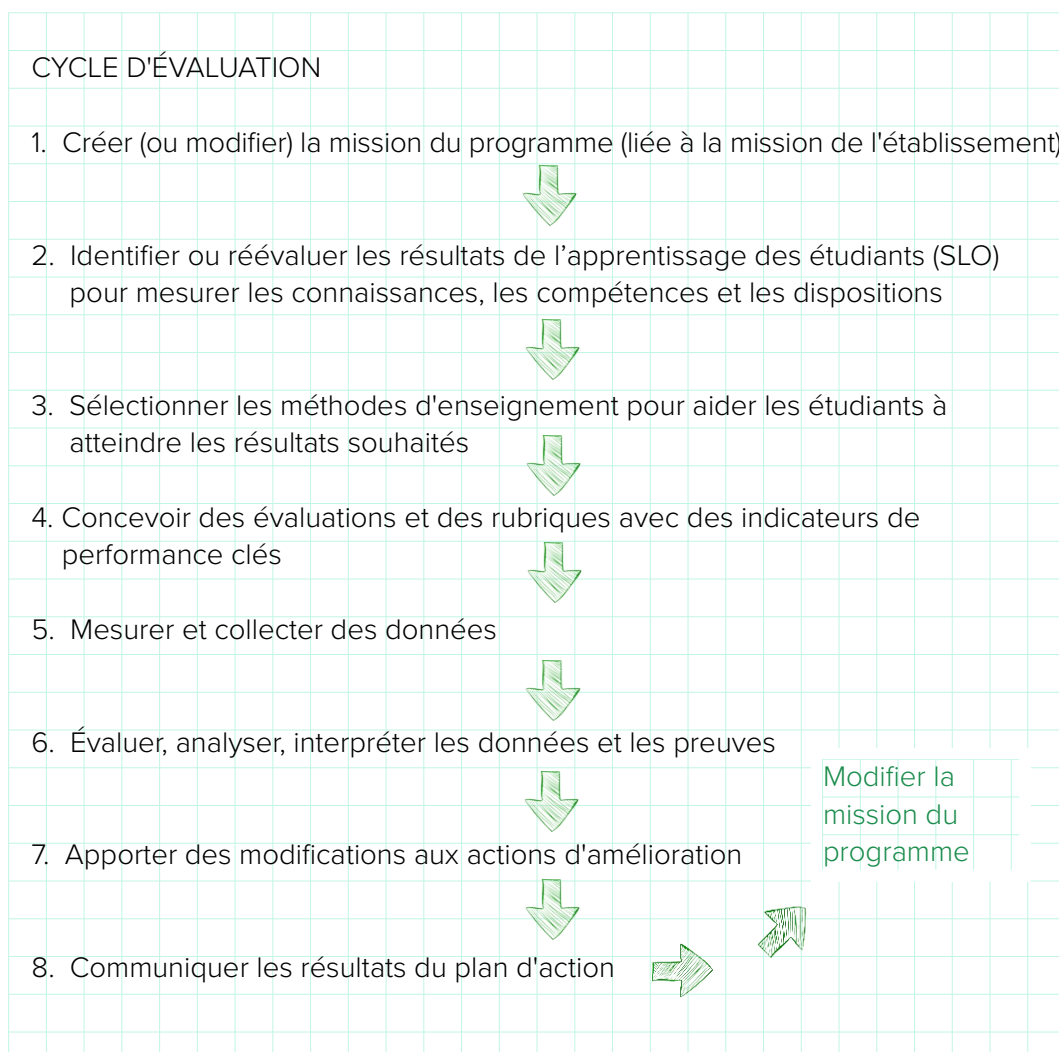 CYCLE D'ÉVALUATION
1. Créer (ou modifier) la mission du programme (liée à la mission de l'établissement)
2. Identifier ou réévaluer les résultats de l’apprentissage des étudiants (SLO)
pour mesurer les connaissances, les compétences et les dispositions
3. Sélectionner les méthodes d'enseignement pour aider les étudiants à
atteindre les résultats souhaités
4. Concevoir des évaluations et des rubriques avec des indicateurs de
performance clés
5. Mesurer et collecter des données
6. Évaluer, analyser, interpréter les données et les preuves
Modifier la
mission du
programme
7. Apporter des modifications aux actions d'amélioration
8. Communiquer les résultats du plan d'action